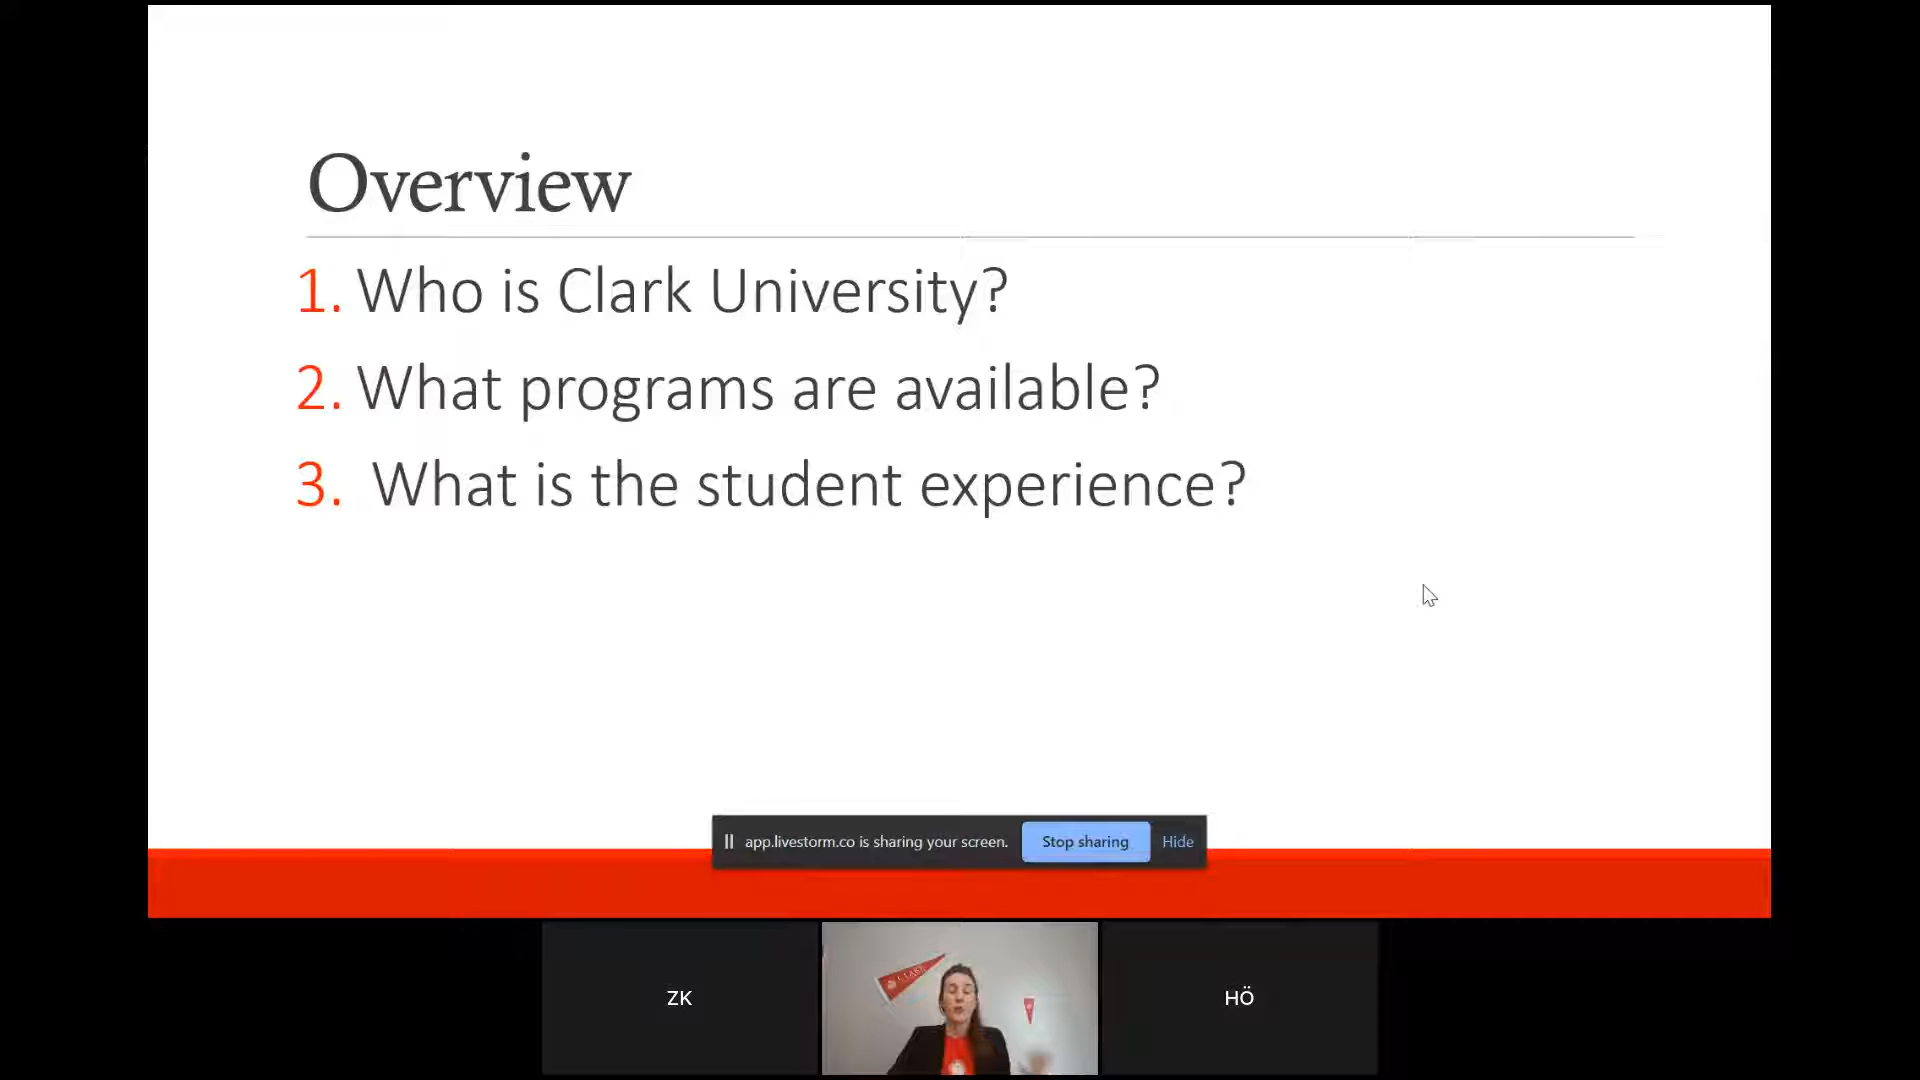 Overview
1. Who is Clark University?
2. What programs are available?
3. What is the student experience?
app.livestorm.co is sharing your screen. Stop sharing Hide
CLARK
ZK
HÖ